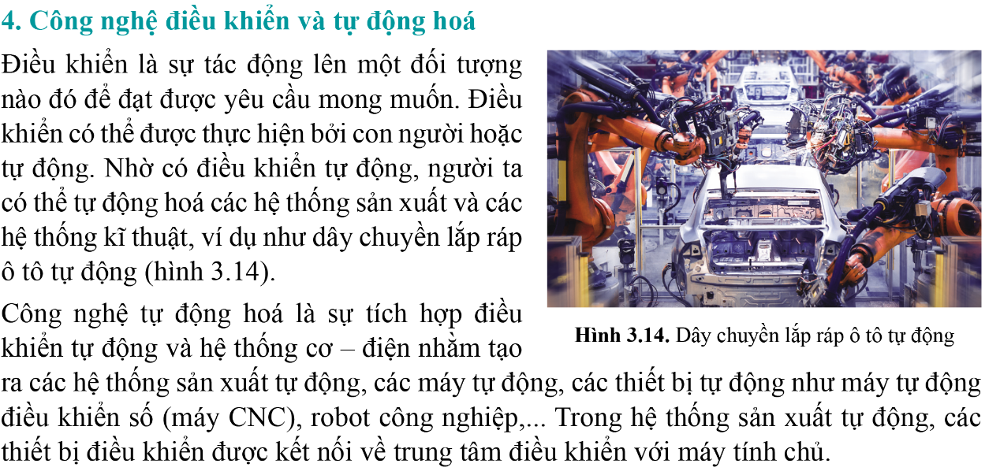 4. Công nghệ điều khiển và tự động hoá
Điều khiển là sự tác động lên một đối tượng
nào đó để đạt được yêu cầu mong muốn. Điều
khiển có thể được thực hiện bởi con người hoặc
tự động. Nhờ có điều khiển tự động, người ta
có thể tự động hoá các hệ thống sản xuất và các
hệ thống kĩ thuật, ví dụ như dây chuyền lắp ráp
ô tô tự động (hình 3.14).
Công nghệ tự động hoá là sự tích hợp điều
khiển tự động và hệ thống cơ – điện nhằm tạo
ra các hệ thống sản xuất tự động, các máy tự động, các thiết bị tự động như máy tự động
điều khiển số (máy CNC), robot công nghiệp,... Trong hệ thống sản xuất tự động, các
thiết bị điều khiển được kết nối về trung tâm điều khiển với máy tính chủ.
Hình 3.14. Dây chuyền lắp ráp ô tô tự động